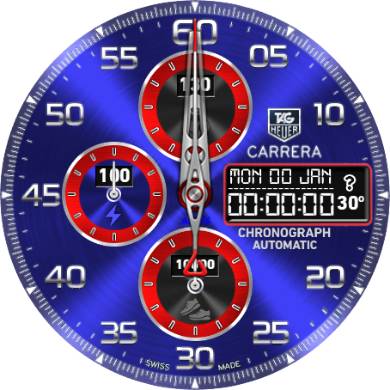 60
55
05
130
50
10
TAG
HEUER
CARRERA
100
MON 00 JAN ?
45
00:00:00 30°
CHRONOGRAPH
AUTOMATIC
40
20
35
25
30
SWISS MADE